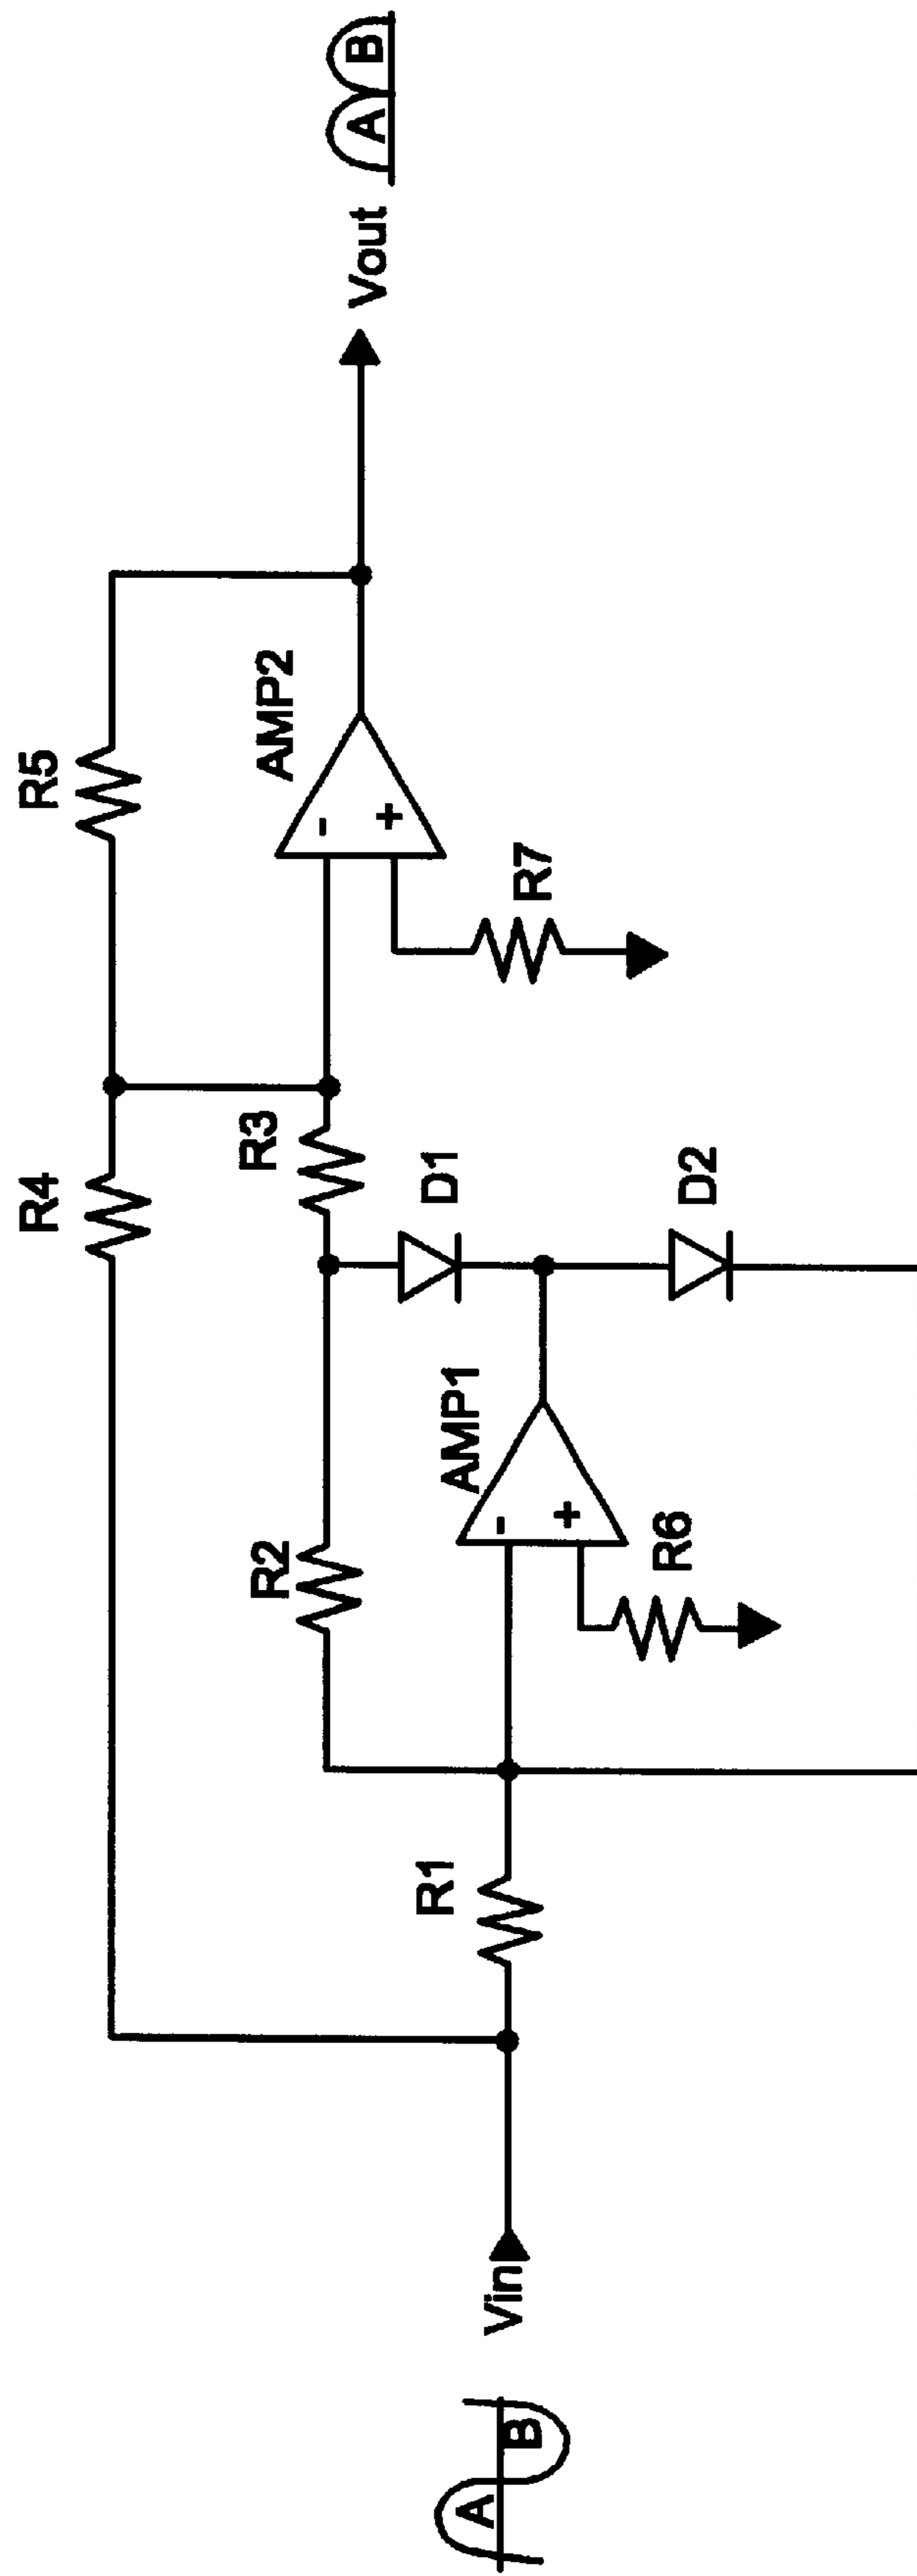 R4
R5
R3
AMP2
A B
Vout
R2
D1
-
+
R7
R1
AMP1
-
+
D2
R6
Vin
A
B